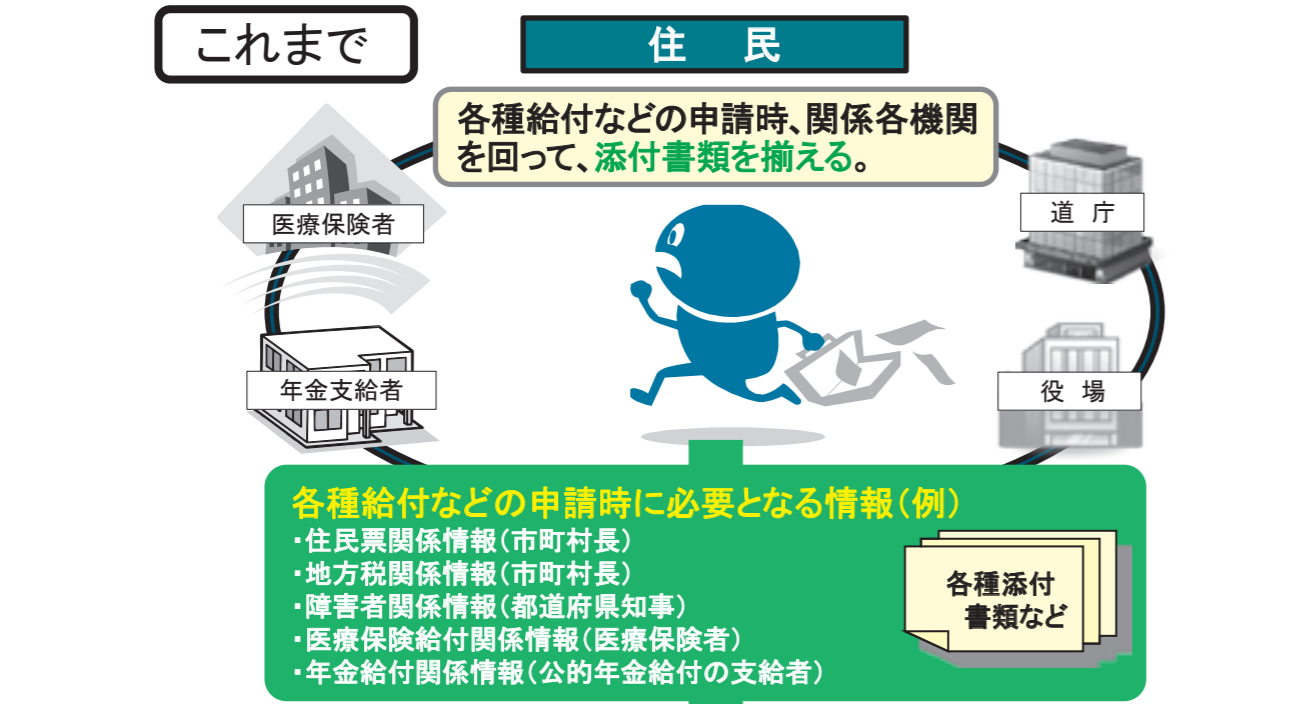 これまで
住　民
各種給付などの申請時、関係各機関
を回って、添付書類を揃える。
医療保険者
道　庁
年金支給者
役　場
各種給付などの申請時に必要となる情報（例）
・住民票関係情報（市町村長）
・地方税関係情報（市町村長）
・障害者関係情報（都道府県知事）
・医療保険給付関係情報（医療保険者）
・年金給付関係情報（公的年金給付の支給者）
各種添付
書類など